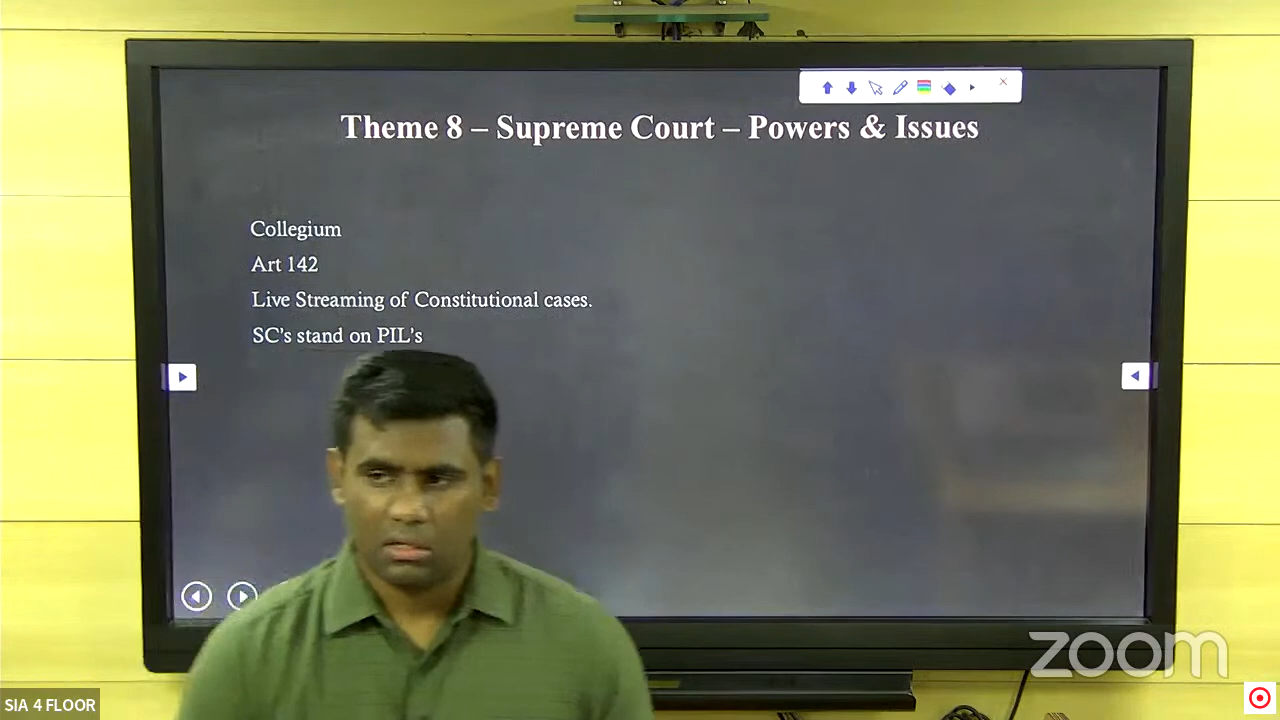 Theme 8 – Supreme Court – Powers & Issues
Collegium
Art 142
Live Streaming of Constitutional cases.
SC's stand on PIL's
zoom
SIA 4 FLOOR